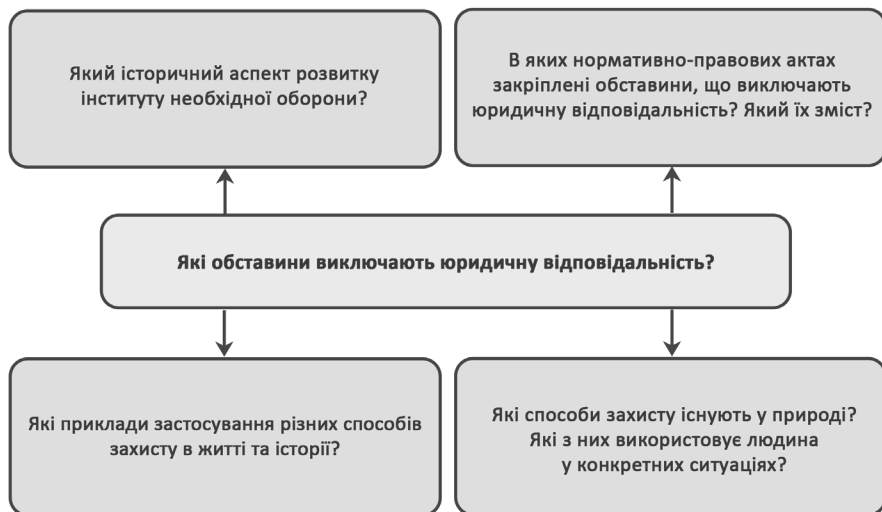 Який історичний аспект розвитку
інституту необхідної оборони?
В яких нормативно-правових актах
закріплені обставини, що виключають
юридичну відповідальність? Який їх зміст?
Які обставини виключають юридичну відповідальність?
Які приклади застосування різних способів
захисту в житті та історії?
Які способи захисту існують у природі?
Які з них використовує людина
у конкретних ситуаціях?